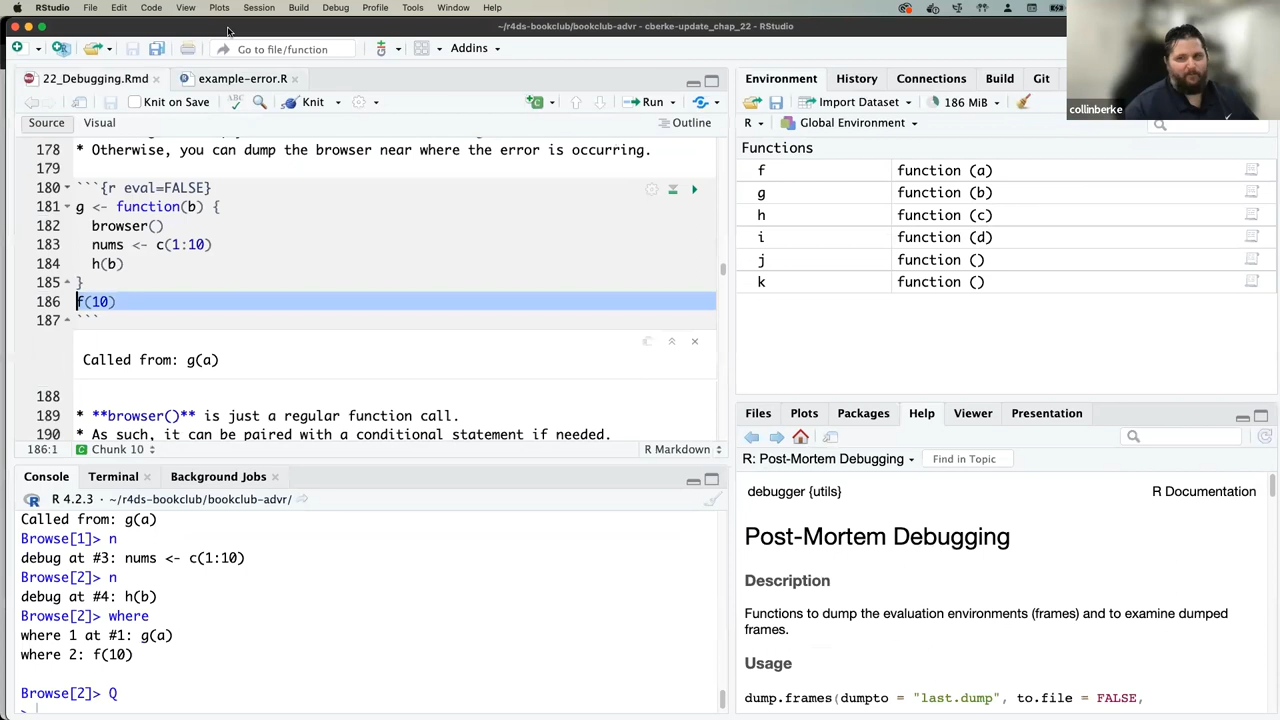 RStudio File Edit Code View Plots Session Build Debug Profile Tools Window Help
~/r4ds-bookclub/bookclub-advr - cberke-update_chap_22 - RStudio
Go to file/function
Addins
22_Debugging.Rmd
example-error.R
Knit on Save
Knit
Run
Source
Visual
Outline
178 * Otherwise, you can dump the browser near where the error is occurring.
179
180 ```{r eval=FALSE}
181 g <- function(b) {
182 browser()
183 nums <- c(1:10)
184 h(b)
185 }
186 f(10)
187 ```
Called from: g(a)
188
189 * **browser()** is just a regular function call.
190 * As such, it can be paired with a conditional statement if needed.
186:1
Chunk 10
R Markdown
Console
Terminal
Background Jobs
R 4.2.3 · ~/r4ds-bookclub/bookclub-advr/
Called from: g(a)
Browse[1]> n
debug at #3: nums <- c(1:10)
Browse[2]> n
debug at #4: h(b)
Browse[2]> where
where 1 at #1: g(a)
where 2: f(10)
Browse[2]> Q
>
Environment
History
Connections
Build
Git
Import Dataset
186 MiB
R
Global Environment
Functions
f function (a)
g function (b)
h function (c)
i function (d)
j function ()
k function ()
Files
Plots
Packages
Help
Viewer
Presentation
R: Post-Mortem Debugging
Find in Topic
debugger {utils}
R Documentation
Post-Mortem Debugging
Description
Functions to dump the evaluation environments (frames) and to examine dumped
frames.
Usage
dump.frames(dumpto = "last.dump", to.file = FALSE,
collinberke